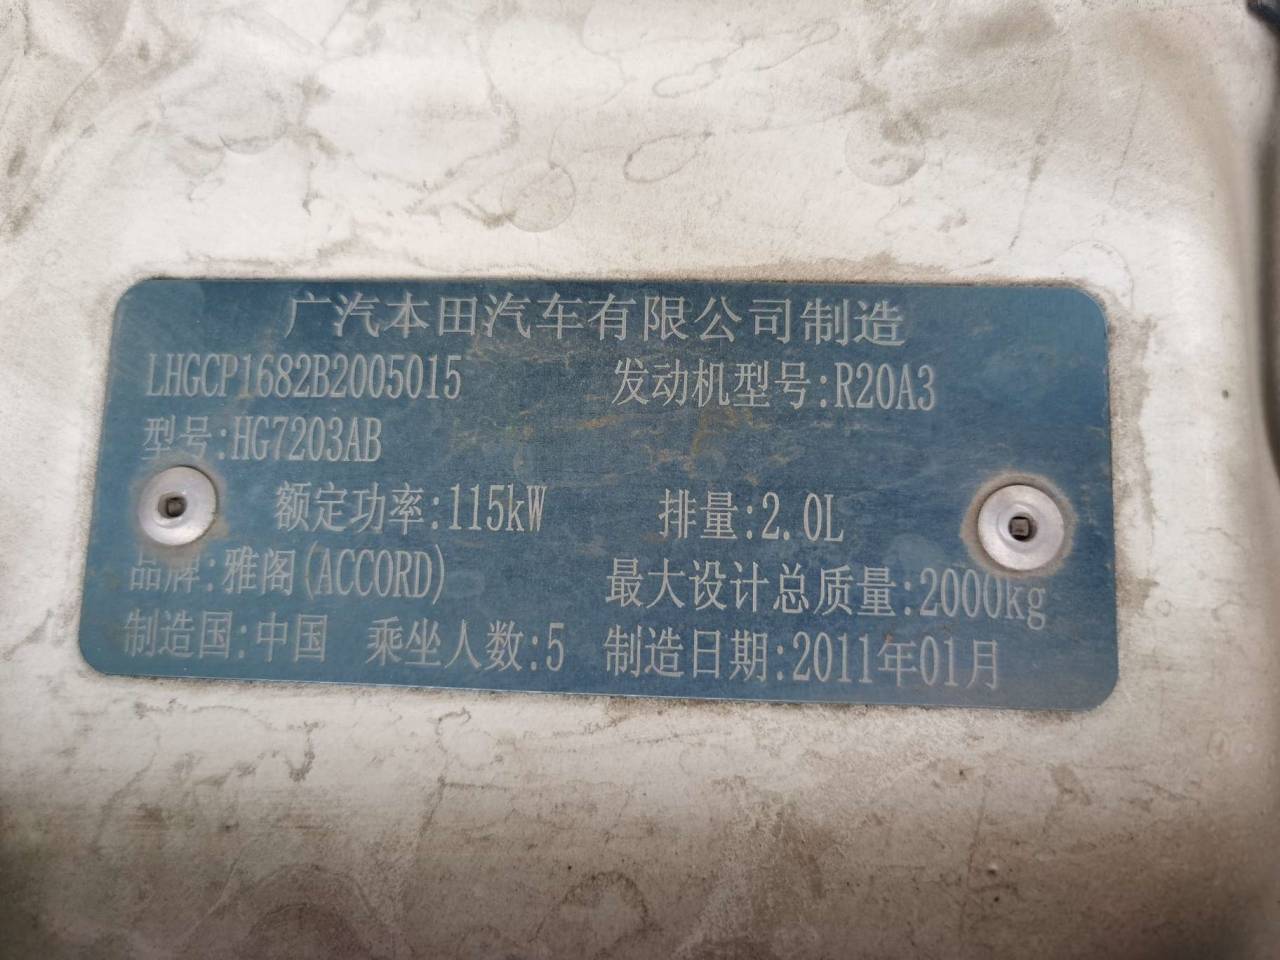 广汽本田汽车有限公司制造
LHGCP1682B2005015 发动机型号:R20A3
型号:HG7203AB
额定功率:115kW 排量:2.0L
品牌:雅阁(ACCORD) 最大设计总质量:2000kg
制造国:中国 乘坐人数:5 制造日期:2011年01月